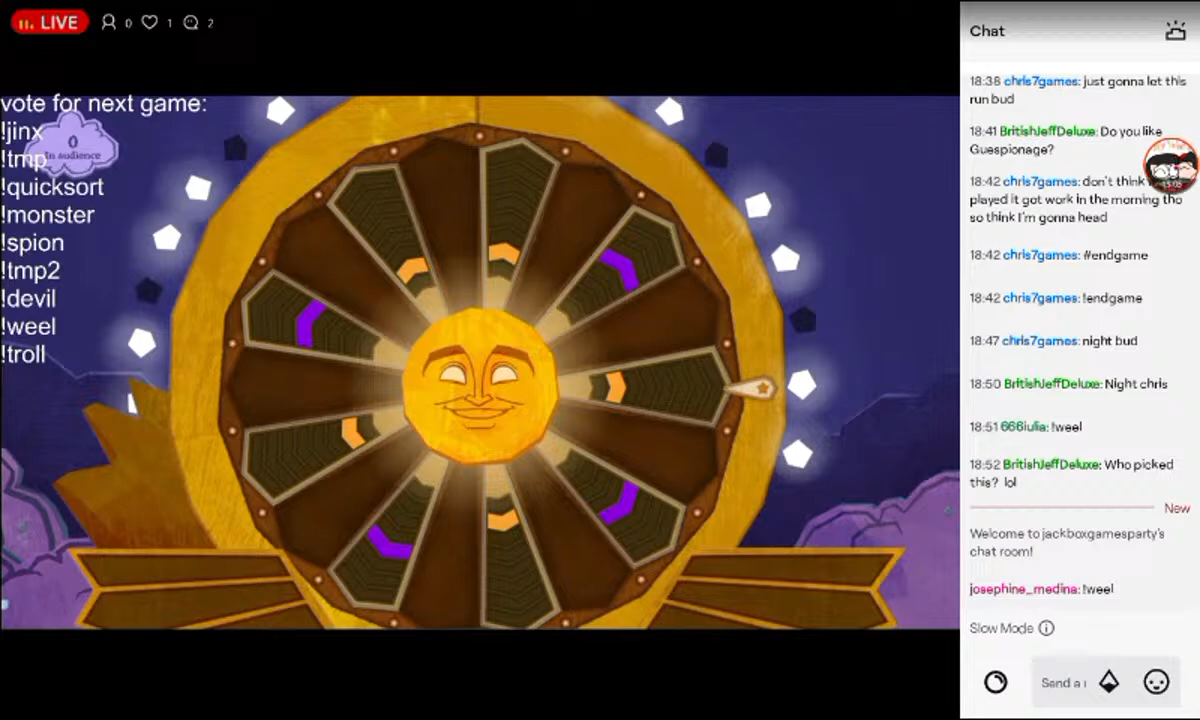 LIVE 0 1 2
vote for next game:
!jinx
!tmp
!quicksort
!monster
!spion
!tmp2
!devil
!weel
!troll
0
In audience
Chat
18:38 chris7games: just gonna let this
run bud
18:41 BritishJeffDeluxe: Do you like
Guespionage?
18:42 chris7games: don't think
played it got work in the morning tho
so think I'm gonna head
18:42 chris7games: #endgame
18:42 chris7games: !endgame
18:47 chris7games: night bud
18:50 BritishJeffDeluxe: Night chris
18:51 666iulia: !weel
18:52 BritishJeffDeluxe: Who picked
this? lol
New
Welcome to jackboxgamesparty's
chat room!
josephine_medina: !weel
Slow Mode
Send a